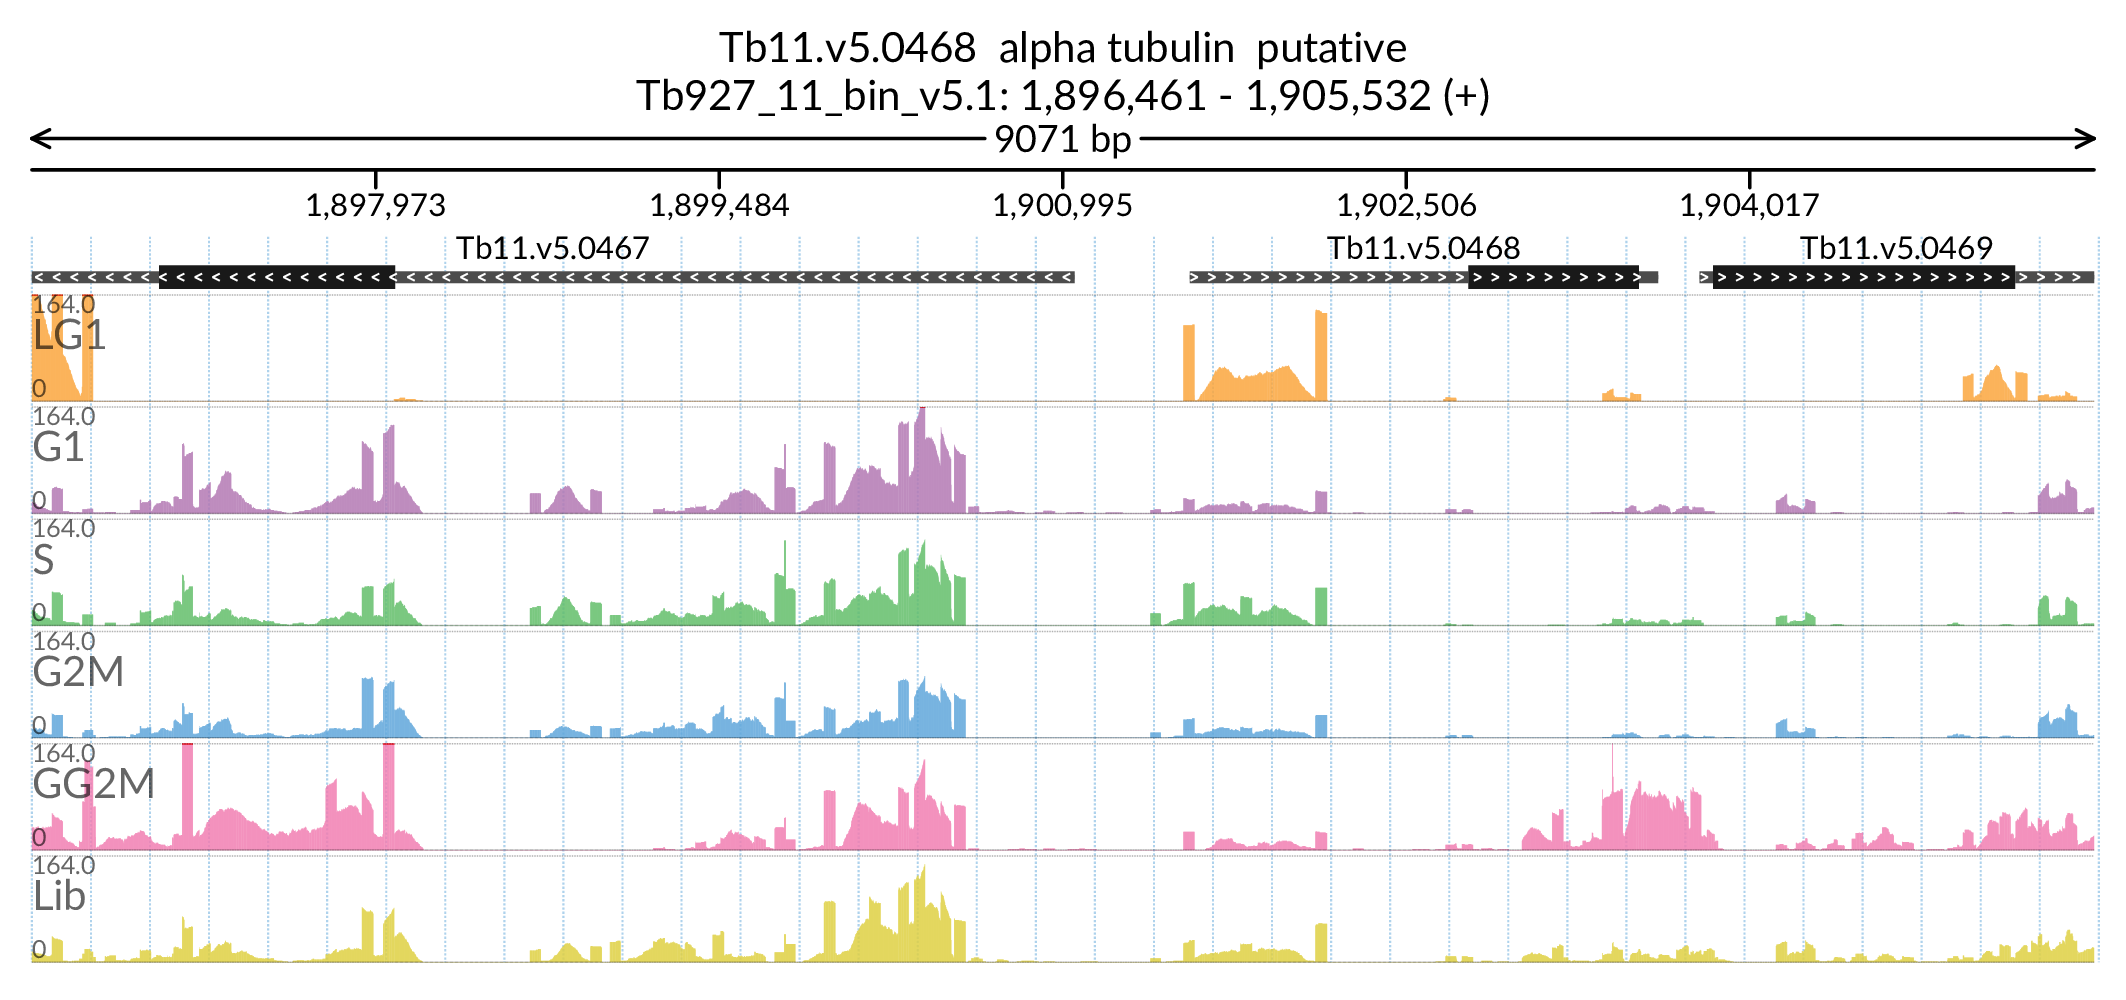 Tb11.v5.0468  alpha tubulin  putative
Tb927_11_bin_v5.1: 1,896,461 - 1,905,532 (+)
9071 bp
1,897,973 1,899,484 1,900,995 1,902,506 1,904,017
Tb11.v5.0467 Tb11.v5.0468 Tb11.v5.0469
164.0
LG1
0
164.0
G1
0
164.0
S
0
164.0
G2M
0
164.0
GG2M
0
164.0
Lib
0